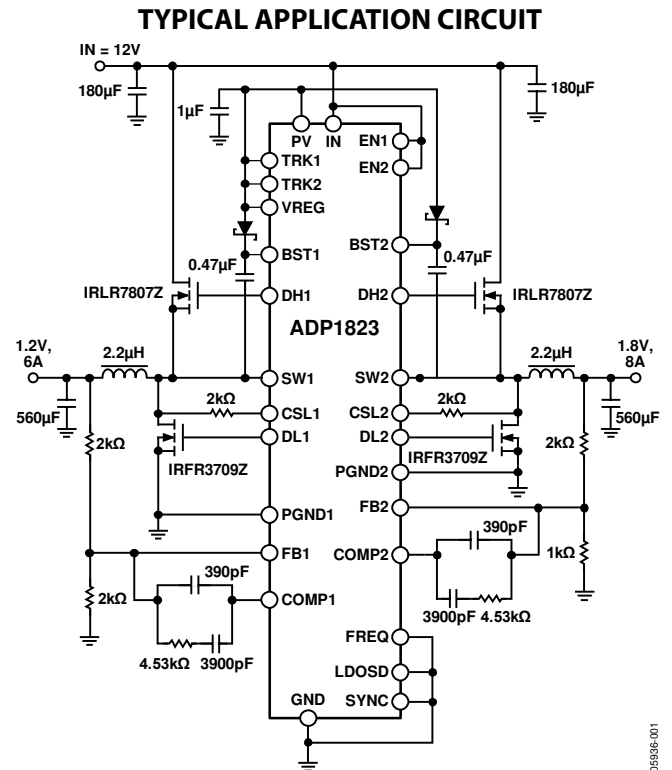 TYPICAL APPLICATION CIRCUIT
IN = 12V
180µF
1µF
180µF
PV IN
EN1
EN2
TRK1
TRK2
VREG
BST1
BST2
0.47µF
0.47µF
IRLR7807Z
DH1
DH2
IRLR7807Z
ADP1823
1.2V,
6A
2.2µH
2.2µH
1.8V,
8A
SW1
SW2
560µF
2kΩ
CSL1
CSL2
2kΩ
560µF
2kΩ
DL1
DL2
2kΩ
IRFR3709Z
IRFR3709Z
PGND2
PGND1
FB2
FB1
390pF
COMP2
1kΩ
390pF
2kΩ
COMP1
3900pF 4.53kΩ
4.53kΩ 3900pF
FREQ
LDOSD
SYNC
GND
05936-001